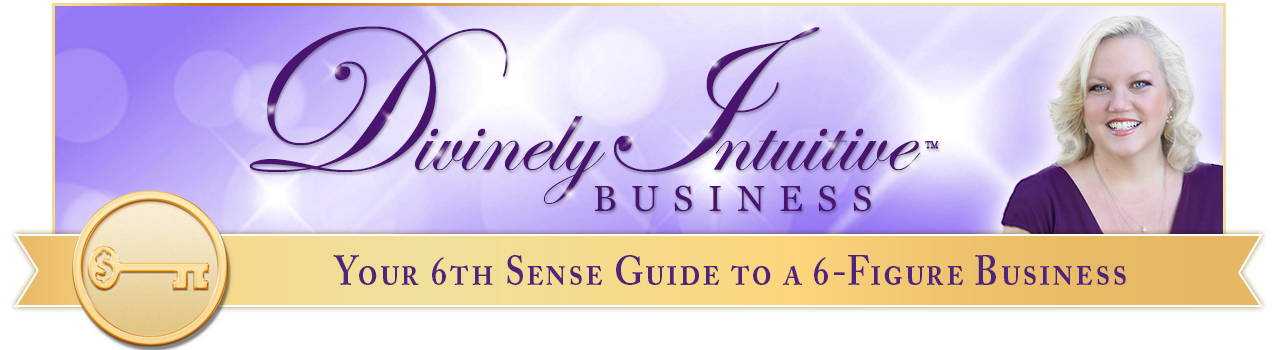 Divinely Intuitive™
BUSINESS
$
YOUR 6TH SENSE GUIDE TO A 6-FIGURE BUSINESS